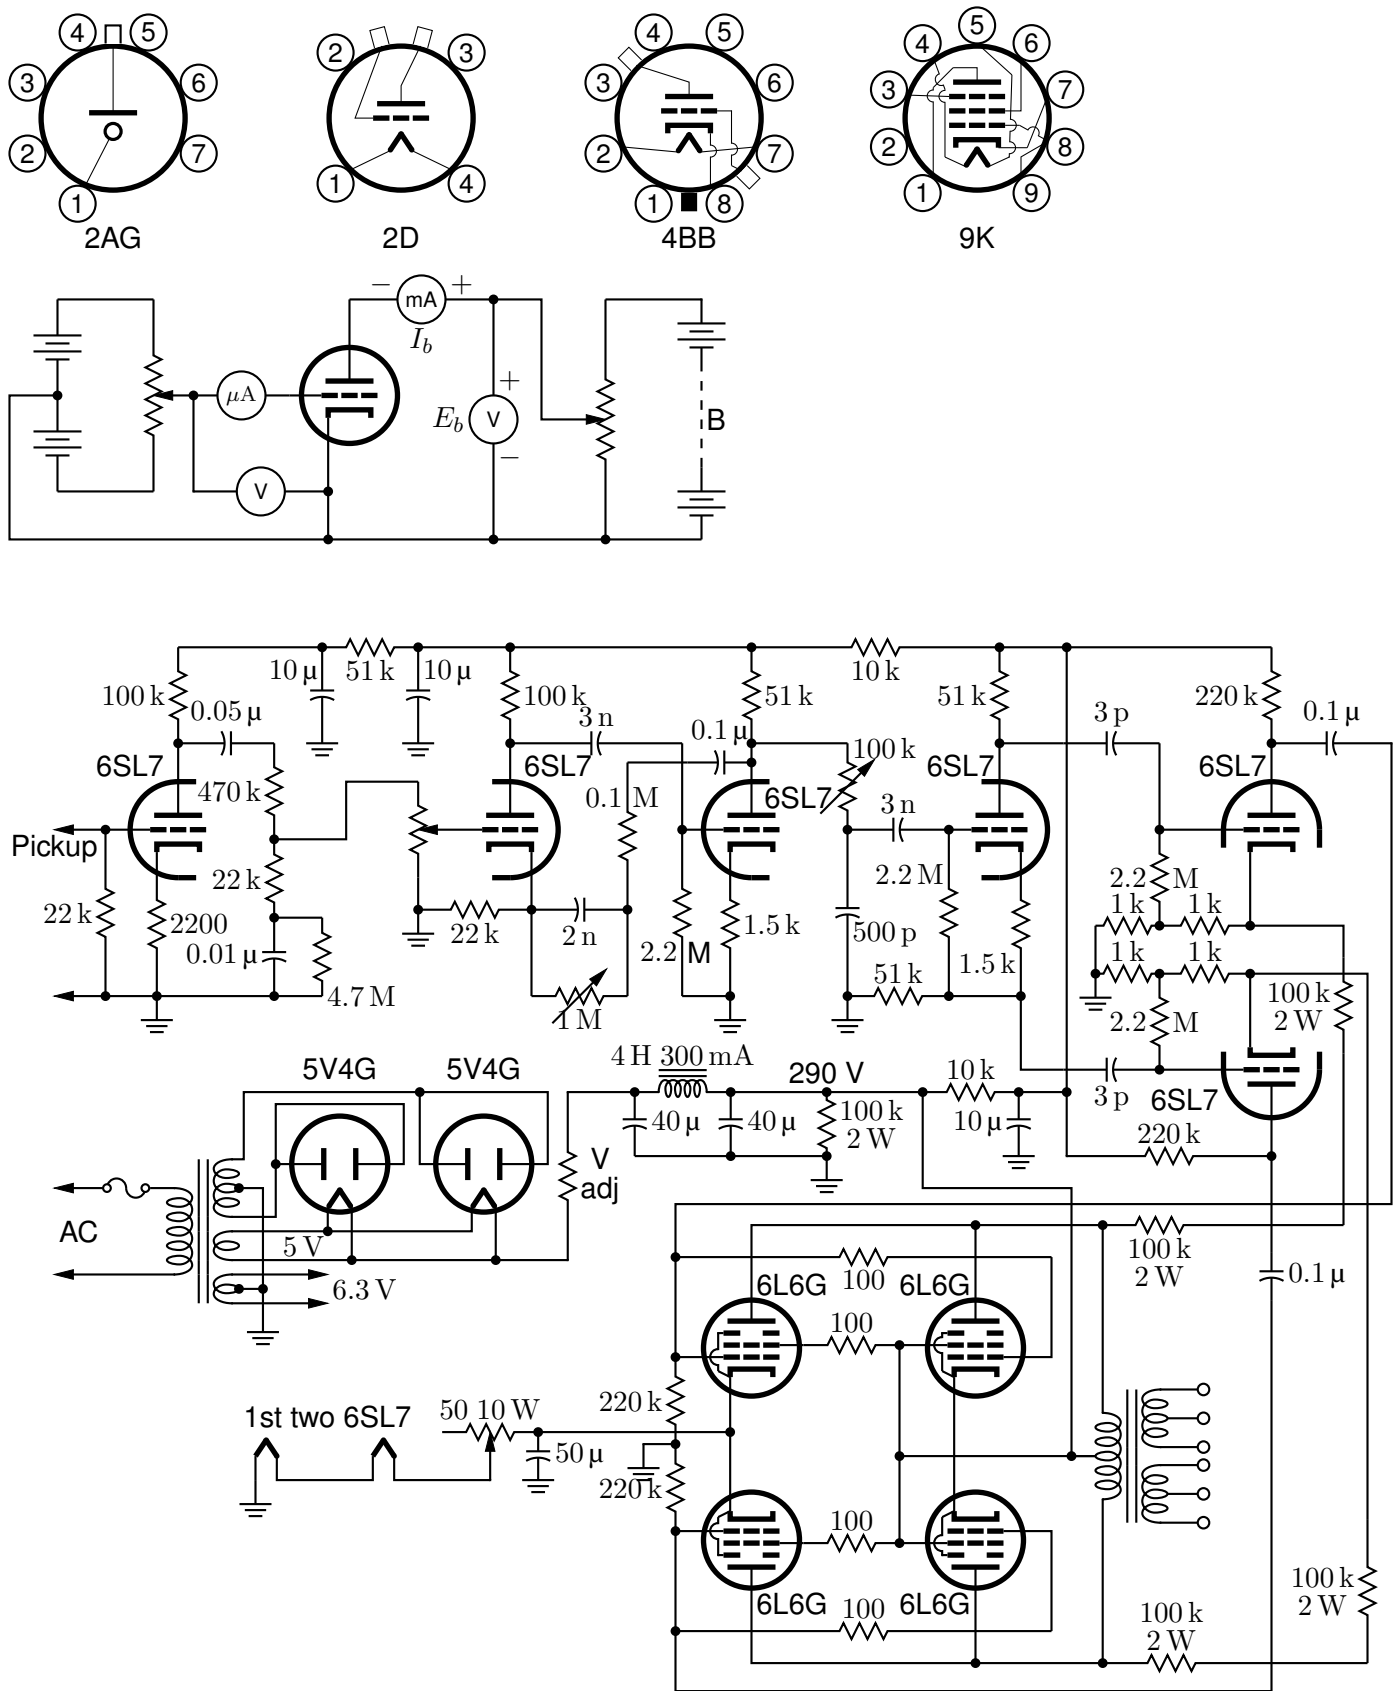 4 5
3 6
2 7
1
2AG
2 3
1 4
2D
4 5
3 6
2 7
1 8
4BB
5
4 6
3 7
2 8
1 9
9K
− mA +
I_b
µA
+
E_b V
−
V
B
10 µ
51 k
10 µ
10 k
100 k
0.05 µ
100 k
3 n
0.1 µ
51 k
51 k
3 p
220 k
0.1 µ
100 k
6SL7
6SL7
6SL7
6SL7
6SL7
470 k
0.1 M
3 n
Pickup
22 k
22 k
2200
0.01 µ
4.7 M
22 k
2 n
1 M
2.2 M
1.5 k
500 p
2.2 M
51 k
1.5 k
2.2 M
1 k 1 k
1 k 1 k
2.2 M
100 k
2 W
3 p
6SL7
220 k
5V4G 5V4G
4 H 300 mA
290 V
40 µ
40 µ
100 k
2 W
10 k
10 µ
V
adj
AC
5 V
6.3 V
100 k
2 W
0.1 µ
6L6G
100
6L6G
100
1st two 6SL7
50 10 W
50 µ
220 k
220 k
100
6L6G
100
6L6G
100 k
2 W
100 k
2 W